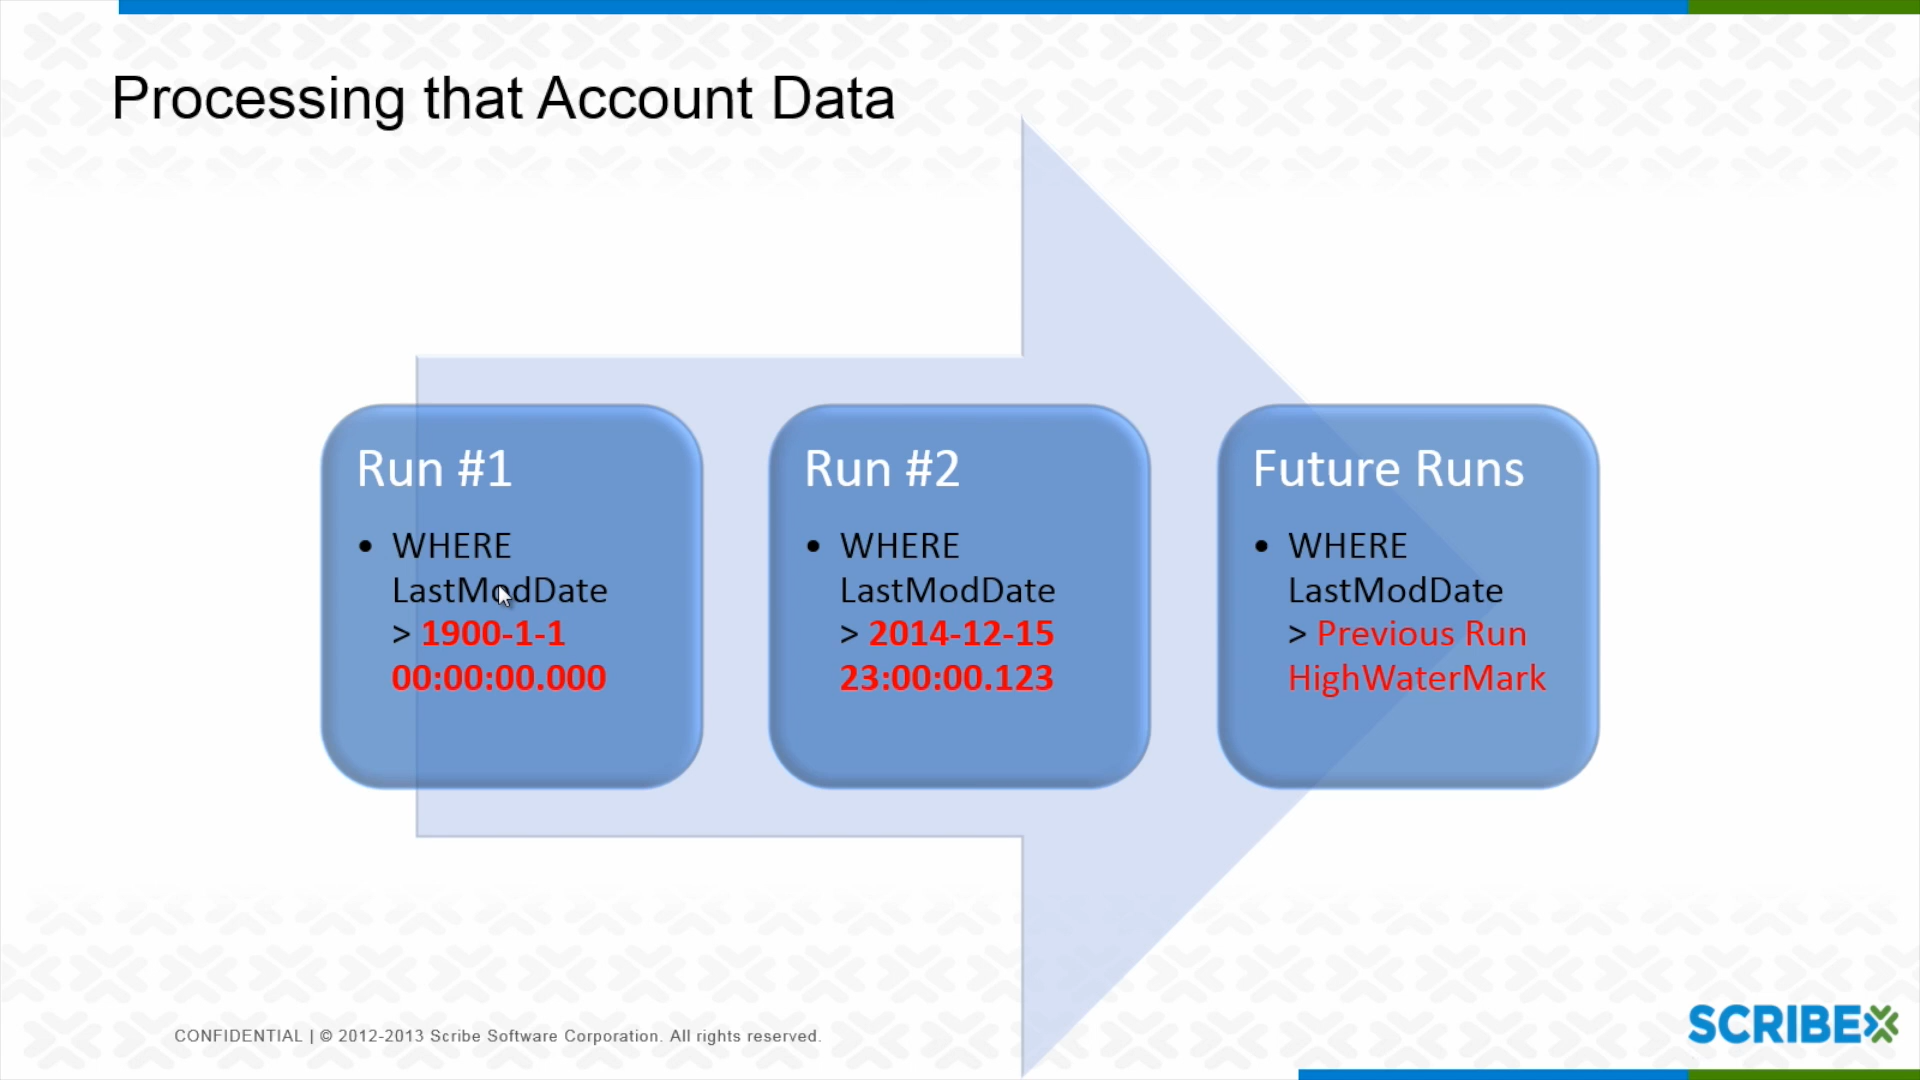 Processing that Account Data
Run #1
• WHERE
LastModDate
> 1900-1-1
00:00:00.000
Run #2
• WHERE
LastModDate
> 2014-12-15
23:00:00.123
Future Runs
• WHERE
LastModDate
> Previous Run
HighWaterMark
CONFIDENTIAL | © 2012-2013 Scribe Software Corporation. All rights reserved.
SCRIBE